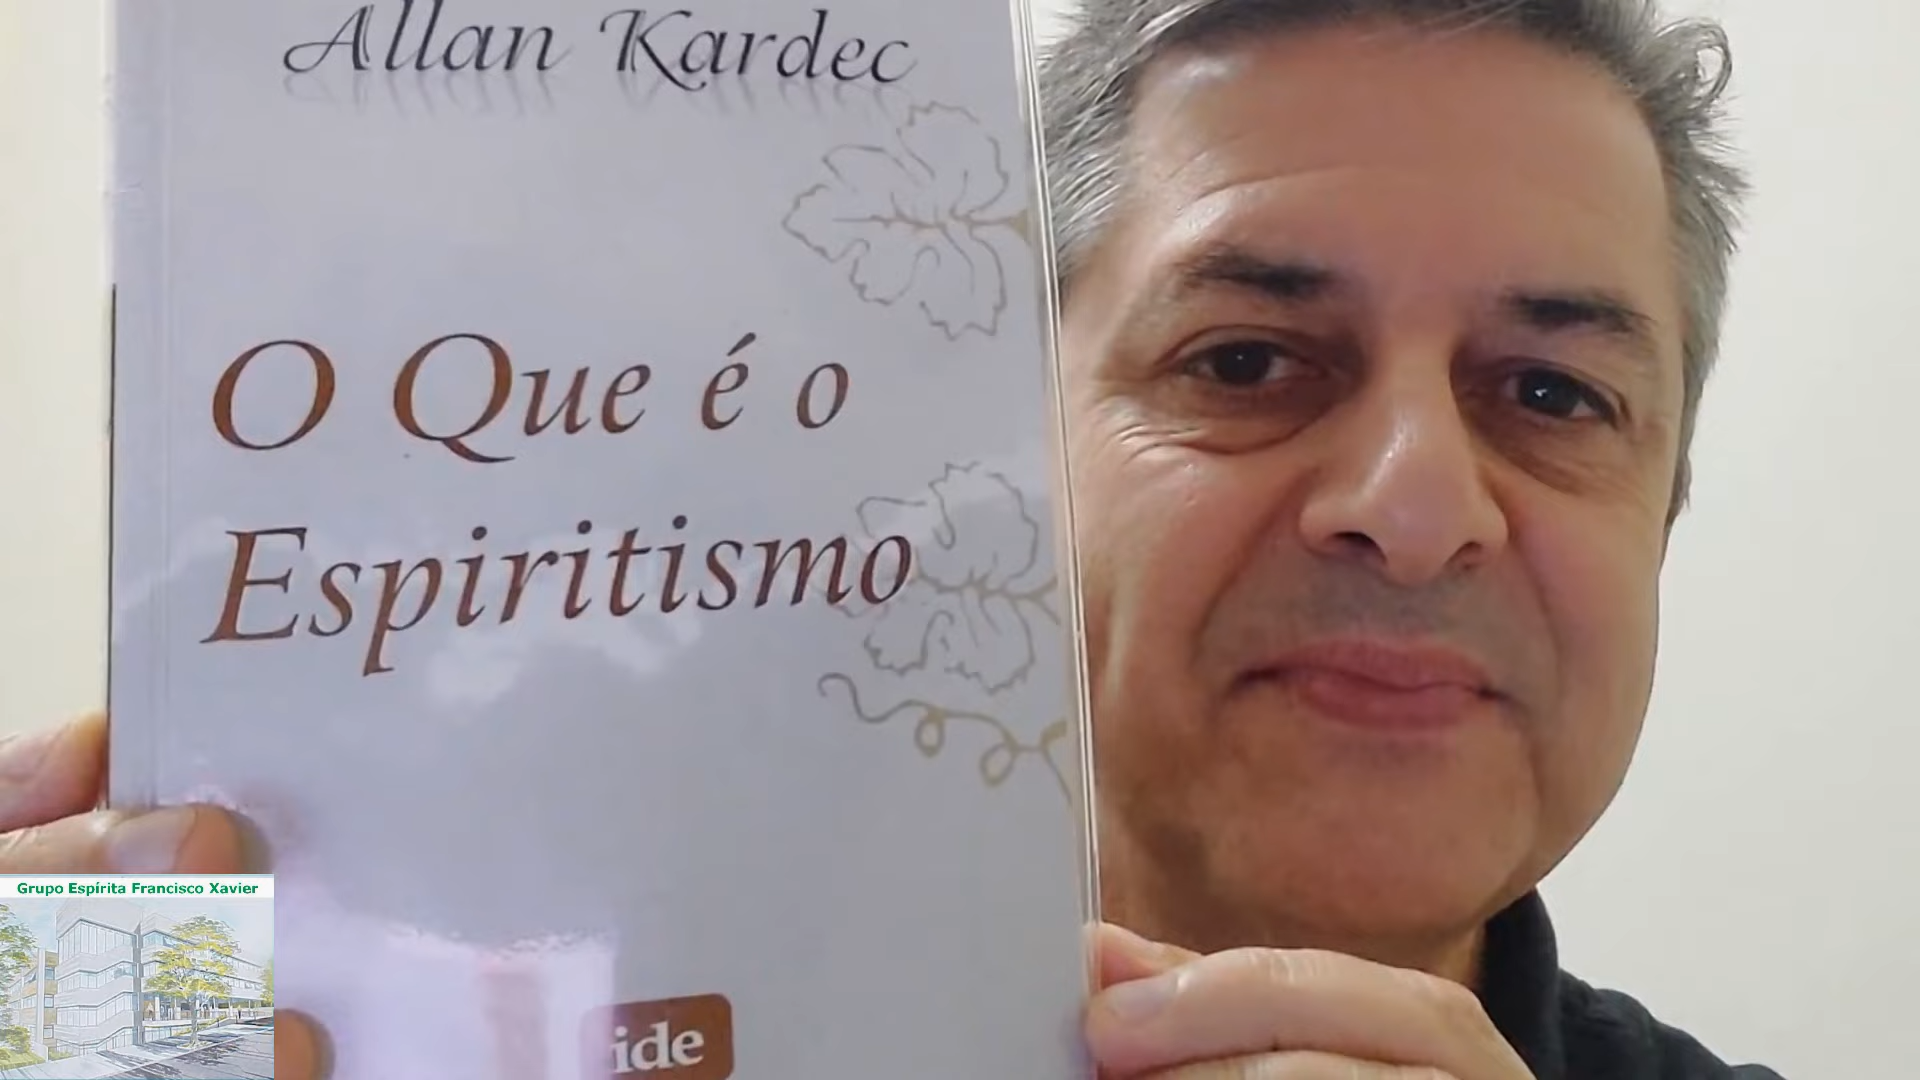 Allan Kardec
O Que é o
Espiritismo
Grupo Espírita Francisco Xavier
ide